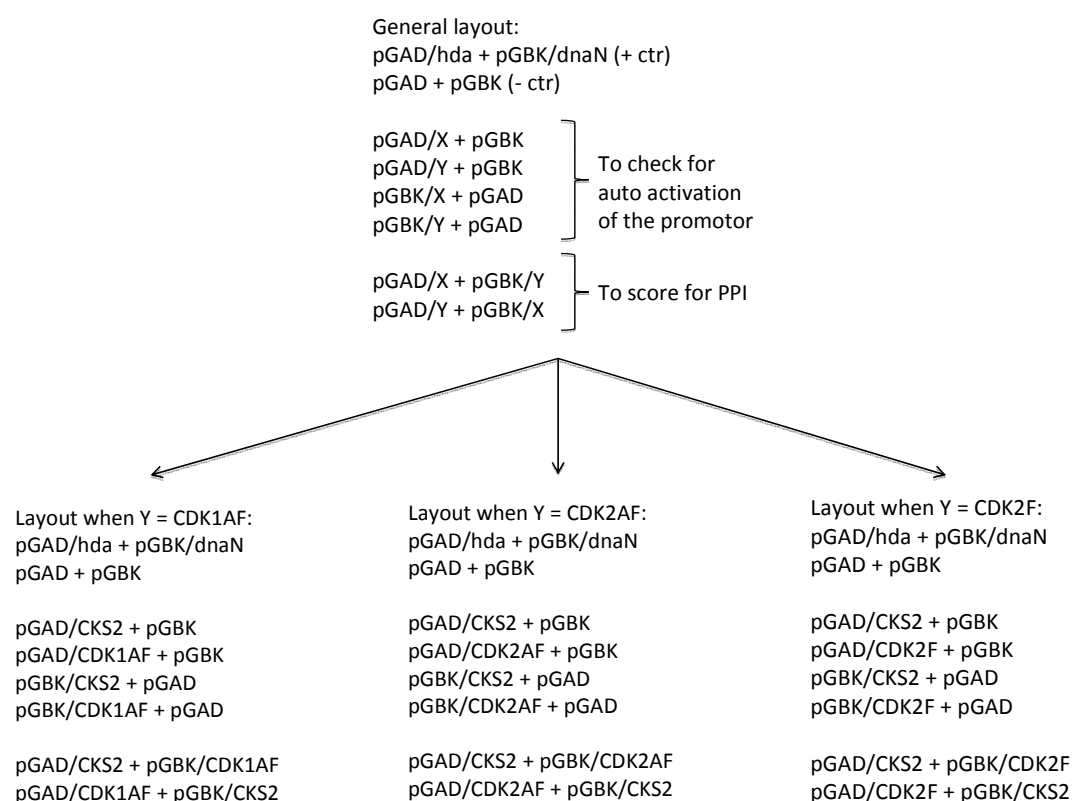 General layout:
pGAD/hda + pGBK/dnaN (+ ctr)
pGAD + pGBK (- ctr)
pGAD/X + pGBK
pGAD/Y + pGBK
pGBK/X + pGAD
pGBK/Y + pGAD
To check for
auto activation
of the promotor
pGAD/X + pGBK/Y
pGAD/Y + pGBK/X
To score for PPI
Layout when Y = CDK1AF:
pGAD/hda + pGBK/dnaN
pGAD + pGBK
pGAD/CKS2 + pGBK
pGAD/CDK1AF + pGBK
pGBK/CKS2 + pGAD
pGBK/CDK1AF + pGAD
pGAD/CKS2 + pGBK/CDK1AF
pGAD/CDK1AF + pGBK/CKS2
Layout when Y = CDK2AF:
pGAD/hda + pGBK/dnaN
pGAD + pGBK
pGAD/CKS2 + pGBK
pGAD/CDK2AF + pGBK
pGBK/CKS2 + pGAD
pGBK/CDK2AF + pGAD
pGAD/CKS2 + pGBK/CDK2AF
pGAD/CDK2AF + pGBK/CKS2
Layout when Y = CDK2F:
pGAD/hda + pGBK/dnaN
pGAD + pGBK
pGAD/CKS2 + pGBK
pGAD/CDK2F + pGBK
pGBK/CKS2 + pGAD
pGBK/CDK2F + pGAD
pGAD/CKS2 + pGBK/CDK2F
pGAD/CDK2F + pGBK/CKS2